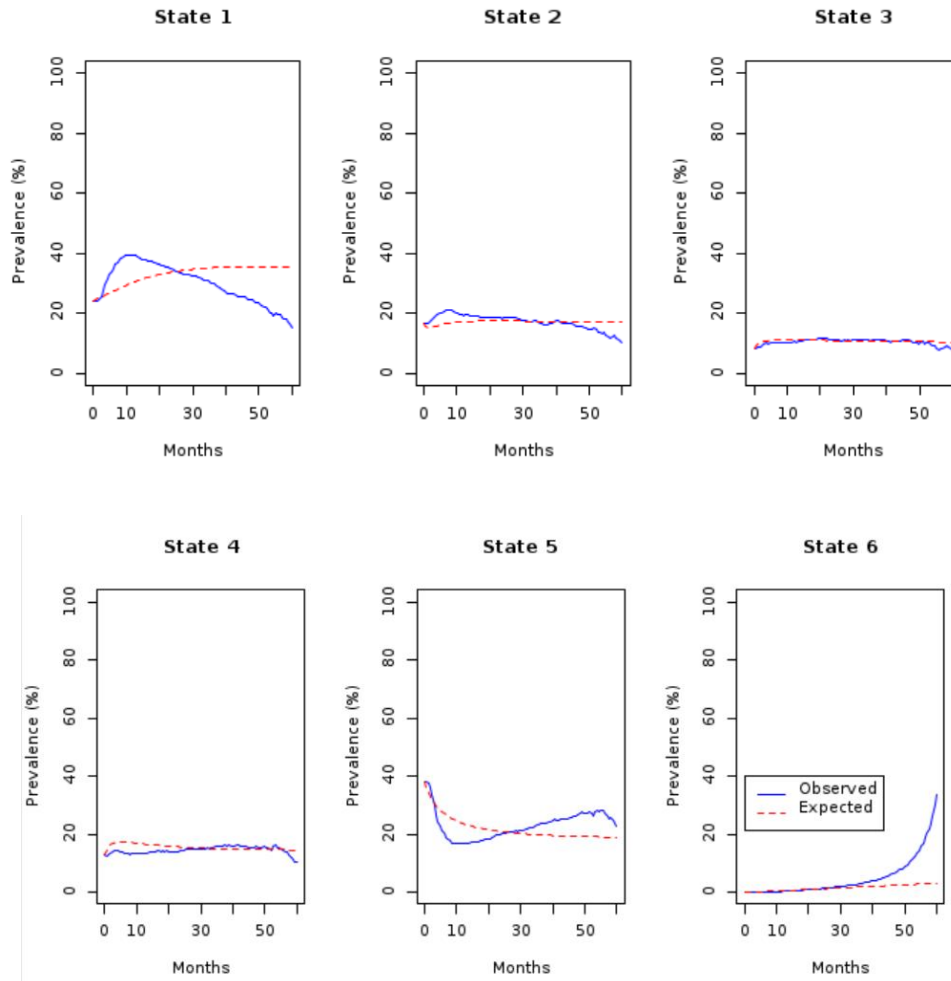 State 1
State 2
State 3
Prevalence (%)
0 20 40 60 80 100
0 10 30 50
Months
Prevalence (%)
0 20 40 60 80 100
0 10 30 50
Months
Prevalence (%)
0 20 40 60 80 100
0 10 30 50
Months
State 4
State 5
State 6
Prevalence (%)
0 20 40 60 80 100
0 10 30 50
Months
Prevalence (%)
0 20 40 60 80 100
0 10 30 50
Months
Prevalence (%)
0 20 40 60 80 100
Observed
Expected
0 10 30 50
Months